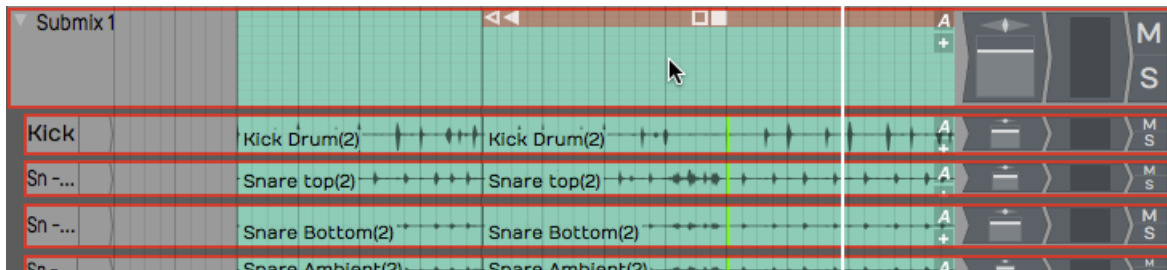 Submix 1 A M
+ S
Kick Kick Drum(2) Kick Drum(2) A M
+ S
Sn -... Snare top(2) Snare top(2) A M
+ S
Sn -... Snare Bottom(2) Snare Bottom(2) A M
+ S
Sn -... Snare Ambient(2) Snare Ambient(2) A M